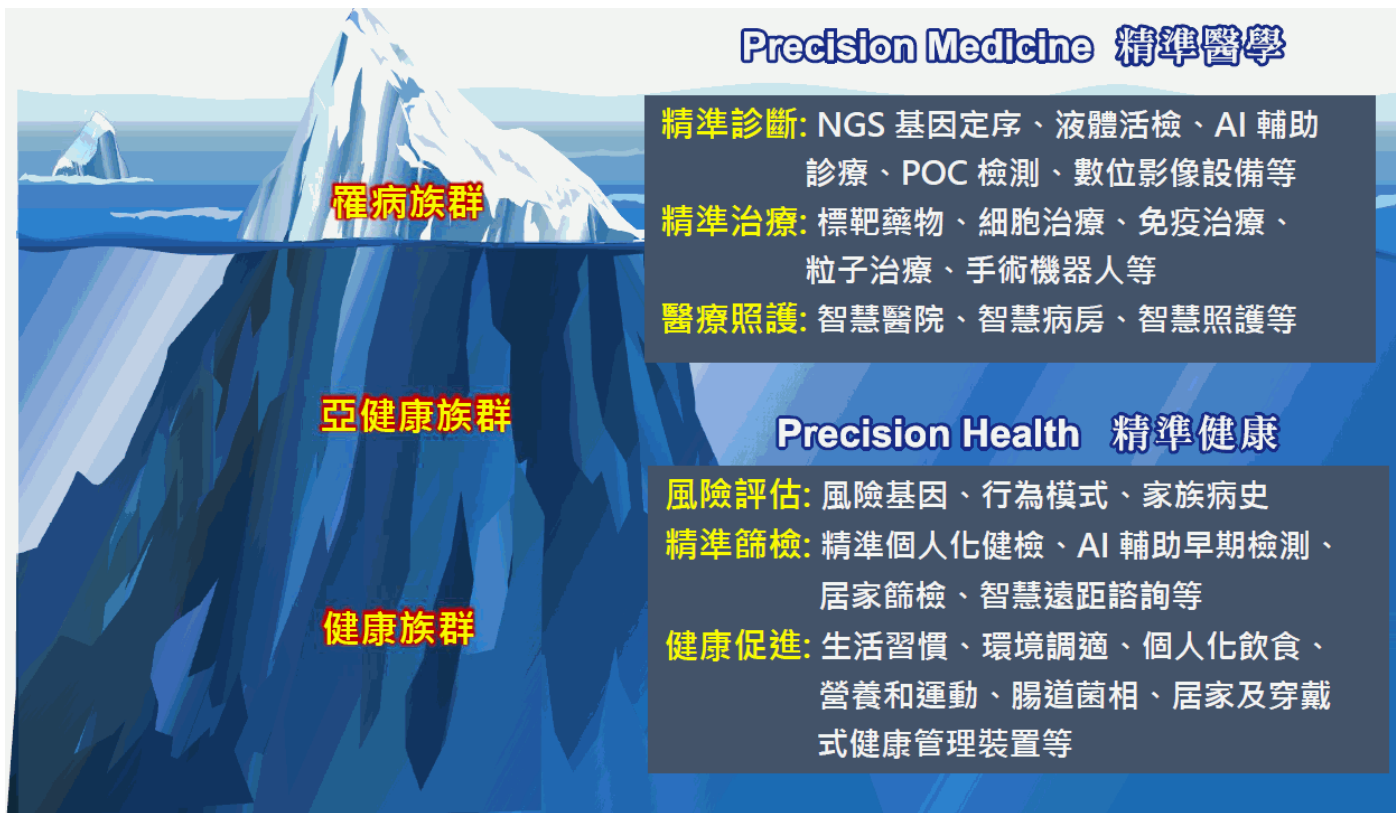 Precision Medicine 精準醫學
精準診斷: NGS 基因定序、液體活檢、AI 輔助
診療、POC 檢測、數位影像設備等
精準治療: 標靶藥物、細胞治療、免疫治療、
粒子治療、手術機器人等
醫療照護: 智慧醫院、智慧病房、智慧照護等
罹病族群
亞健康族群
健康族群
Precision Health 精準健康
風險評估: 風險基因、行為模式、家族病史
精準篩檢: 精準個人化健檢、AI 輔助早期檢測、
居家篩檢、智慧遠距諮詢等
健康促進: 生活習慣、環境調適、個人化飲食、
營養和運動、腸道菌相、居家及穿戴
式健康管理裝置等